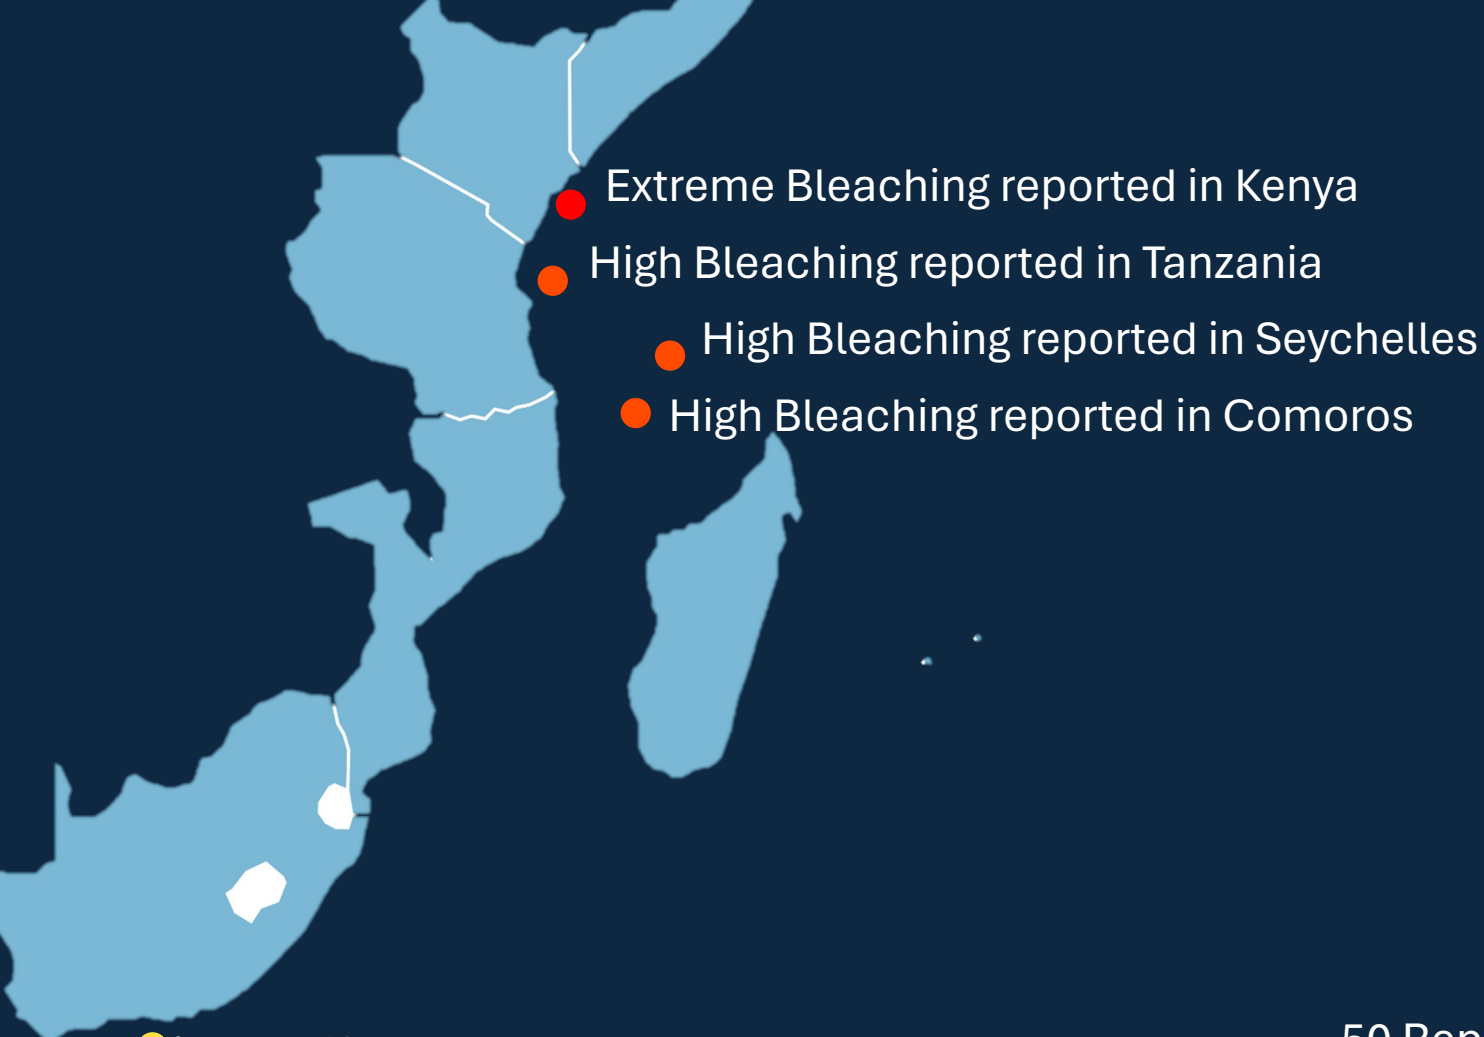 Extreme Bleaching reported in Kenya
High Bleaching reported in Tanzania
High Bleaching reported in Seychelles
High Bleaching reported in Comoros
50